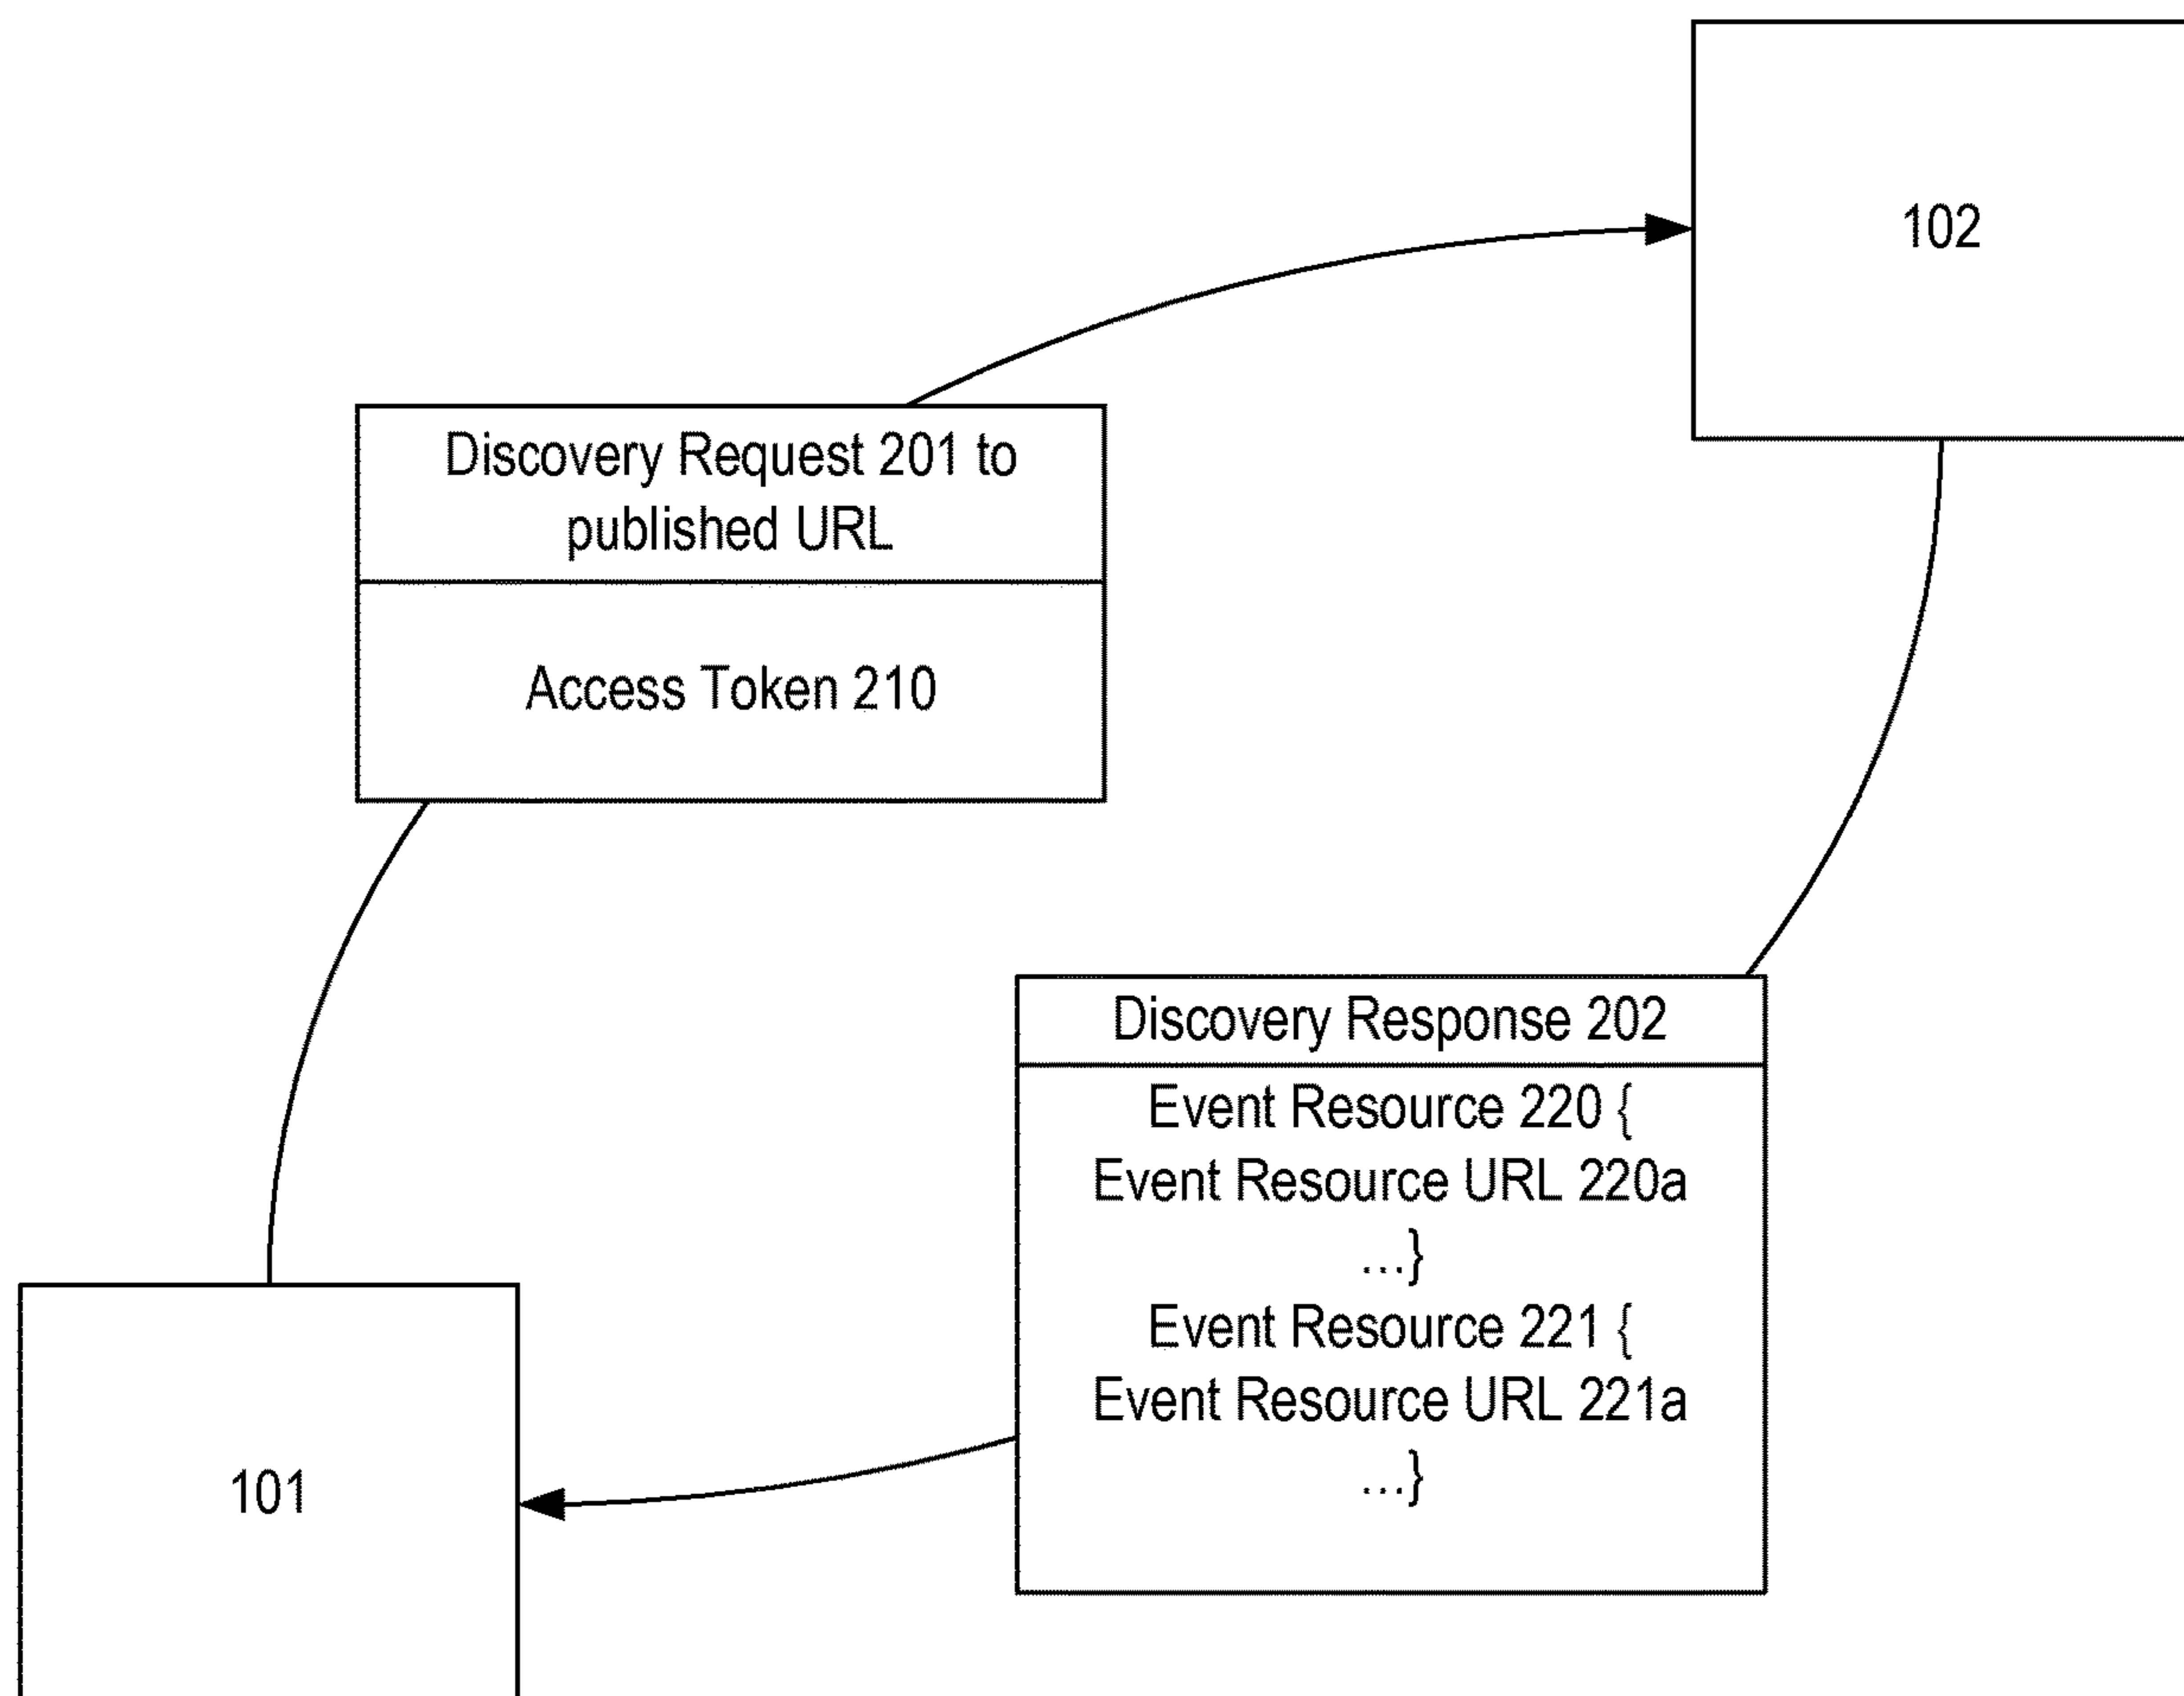 102
Discovery Request 201 to
published URL
Access Token 210
Discovery Response 202
Event Resource 220 {
Event Resource URL 220a
...}
Event Resource 221 {
Event Resource URL 221a
...}
101